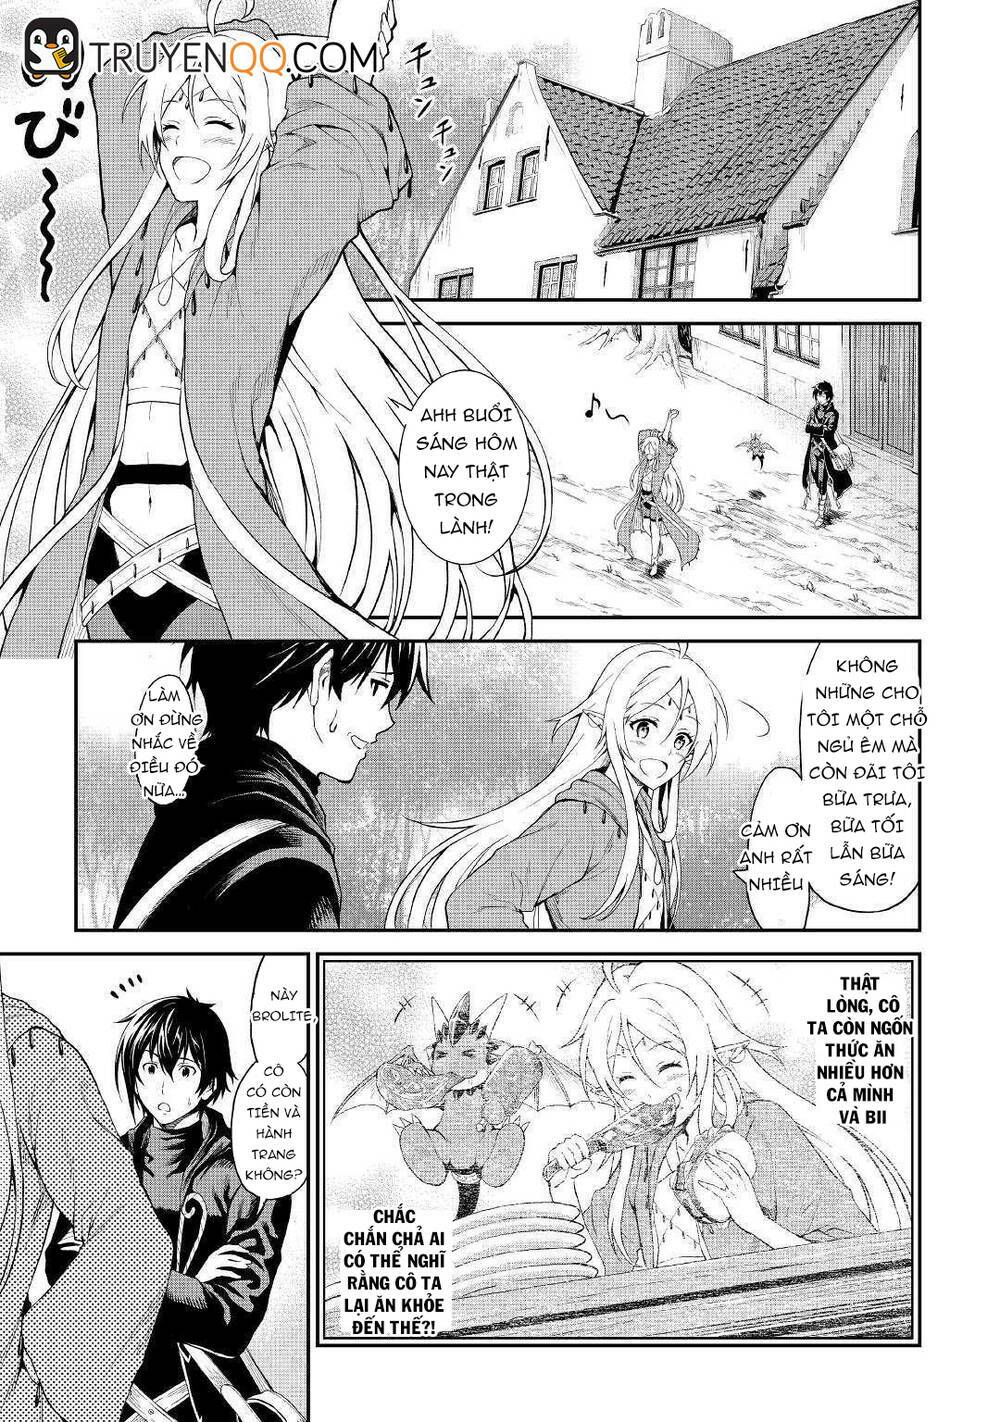 TRUYENQQ.COM
チュン
チュン
び〜〜
AHH BUỔI
SÁNG HÔM
NAY THẬT
TRONG
LÀNH!
KHÔNG
NHỮNG CHO
TÔI MỘT CHỖ
NGỦ ÊM MÀ
CÒN ĐÃI TÔI
BỮA TRƯA,
BỮA TỐI
LẪN BỮA
SÁNG!
CẢM ƠN
ANH RẤT
NHIỀU
LÀM
ƠN ĐỪNG
NHẮC VỀ
ĐIỀU ĐÓ
NỮA...
THẬT
LÒNG, CÔ
TA CÒN NGỐN
THỨC ĂN
NHIỀU HƠN
CẢ MÌNH
VÀ BII
CHẮC
CHẮN CHẢ AI
CÓ THỂ NGHĨ
RẰNG CÔ TA
LẠI ĂN KHỎE
ĐẾN THẾ?!
NÀY
BROLITE,
CÔ
CÓ CÒN
TIỀN VÀ
HÀNH
TRANG
KHÔNG?